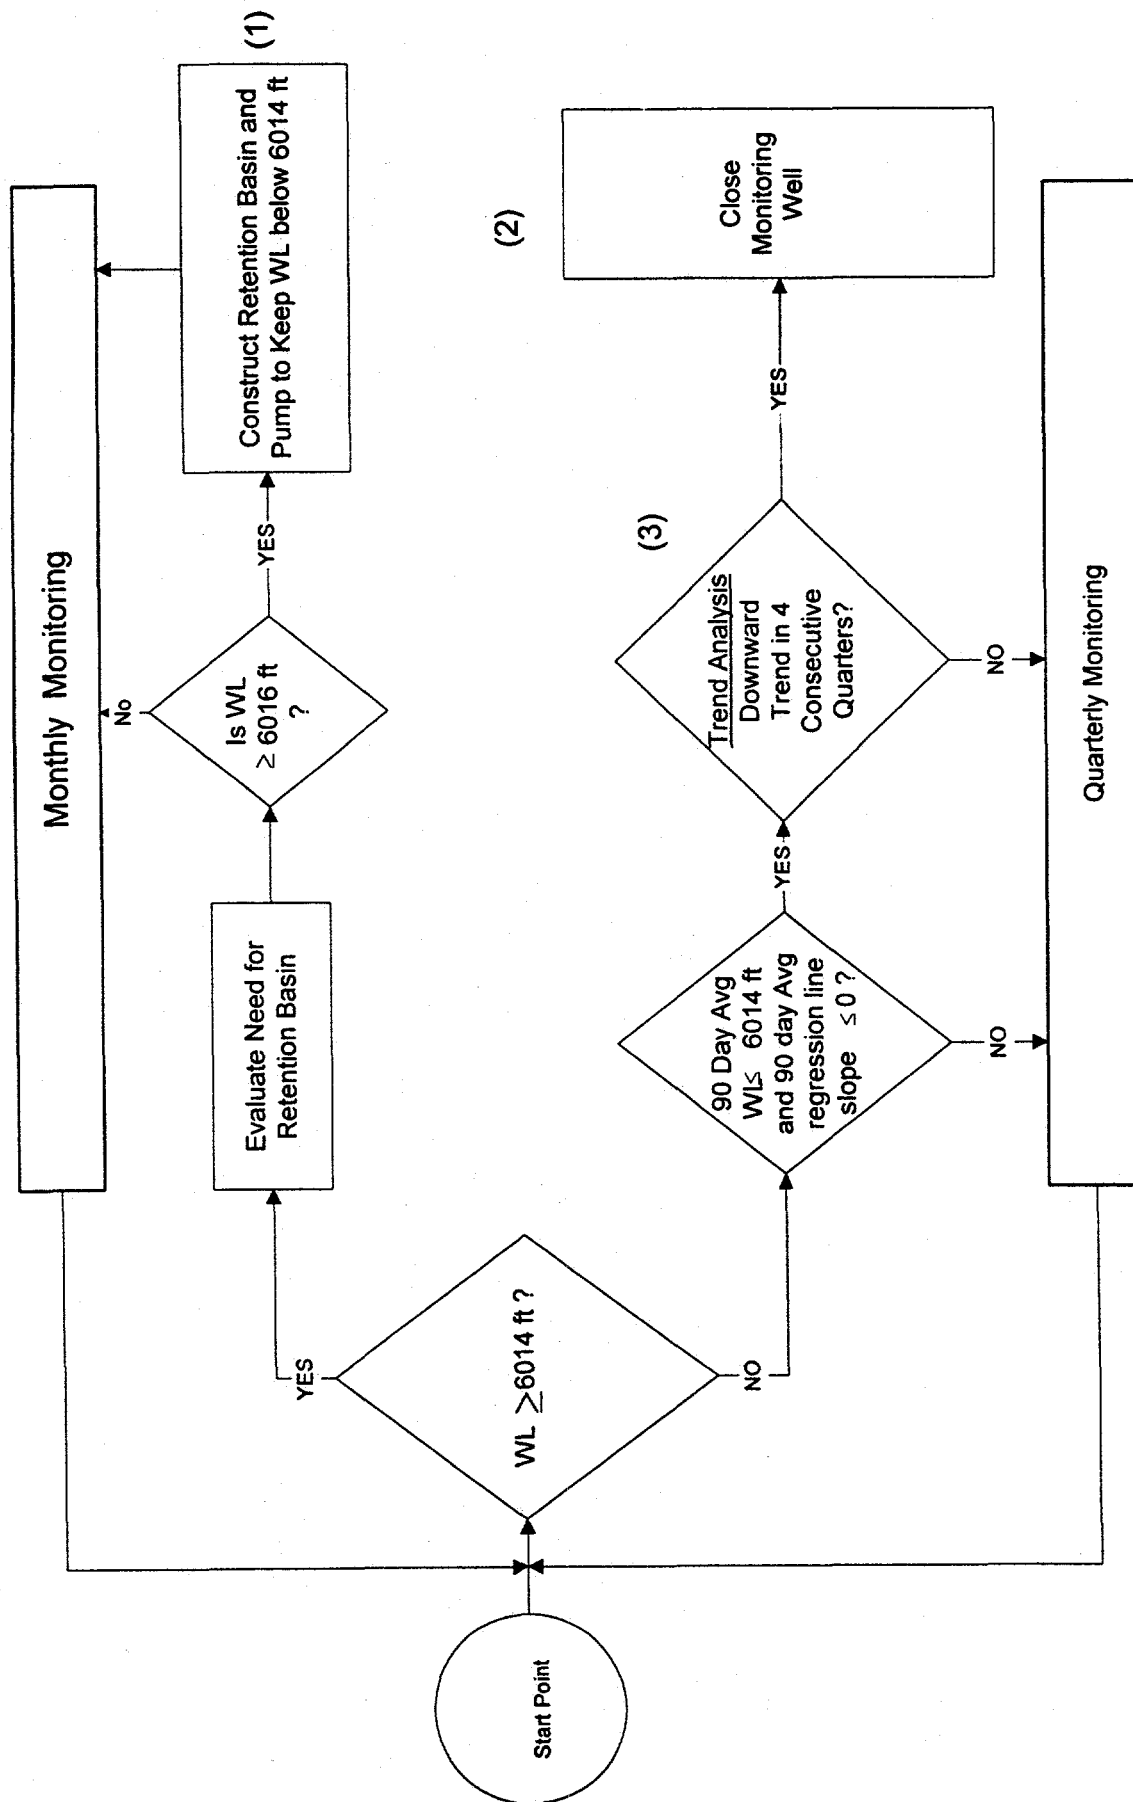 Monthly Monitoring
No
Is WL
≥ 6016 ft
?
YES
Construct Retention Basin and
Pump to Keep WL below 6014 ft
(1)
Evaluate Need for
Retention Basin
YES
Start Point
WL ≥6014 ft ?
NO
90 Day Avg
WL≤ 6014 ft
and 90 day Avg
regression line
slope ≤ 0 ?
YES
NO
(3)
Trend Analysis
Downward
Trend in 4
Consecutive
Quarters?
YES
NO
(2)
Close
Monitoring
Well
Quarterly Monitoring